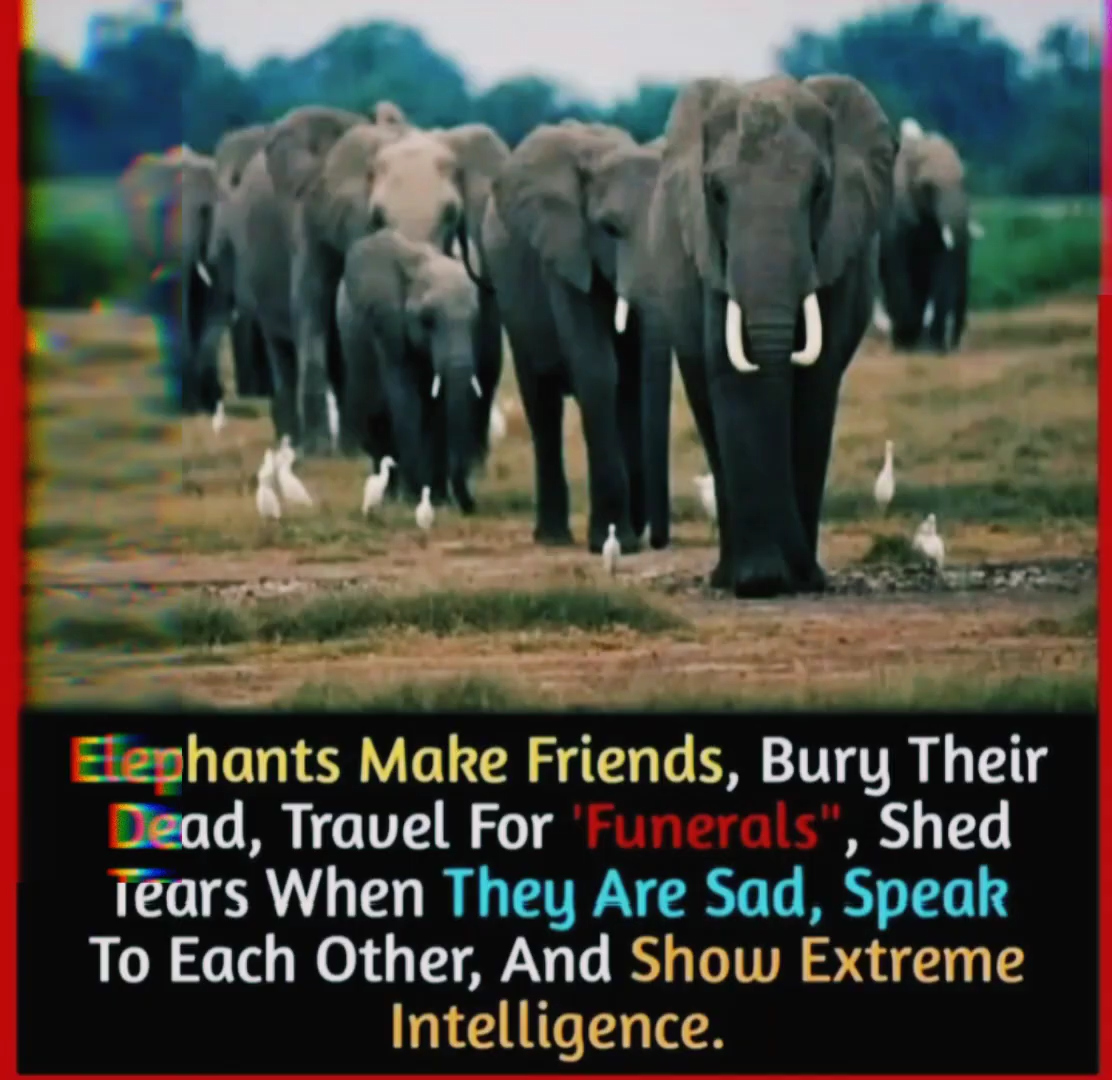 Elephants Make Friends, Bury Their
Dead, Travel For 'Funerals", Shed
Tears When They Are Sad, Speak
To Each Other, And Show Extreme
Intelligence.